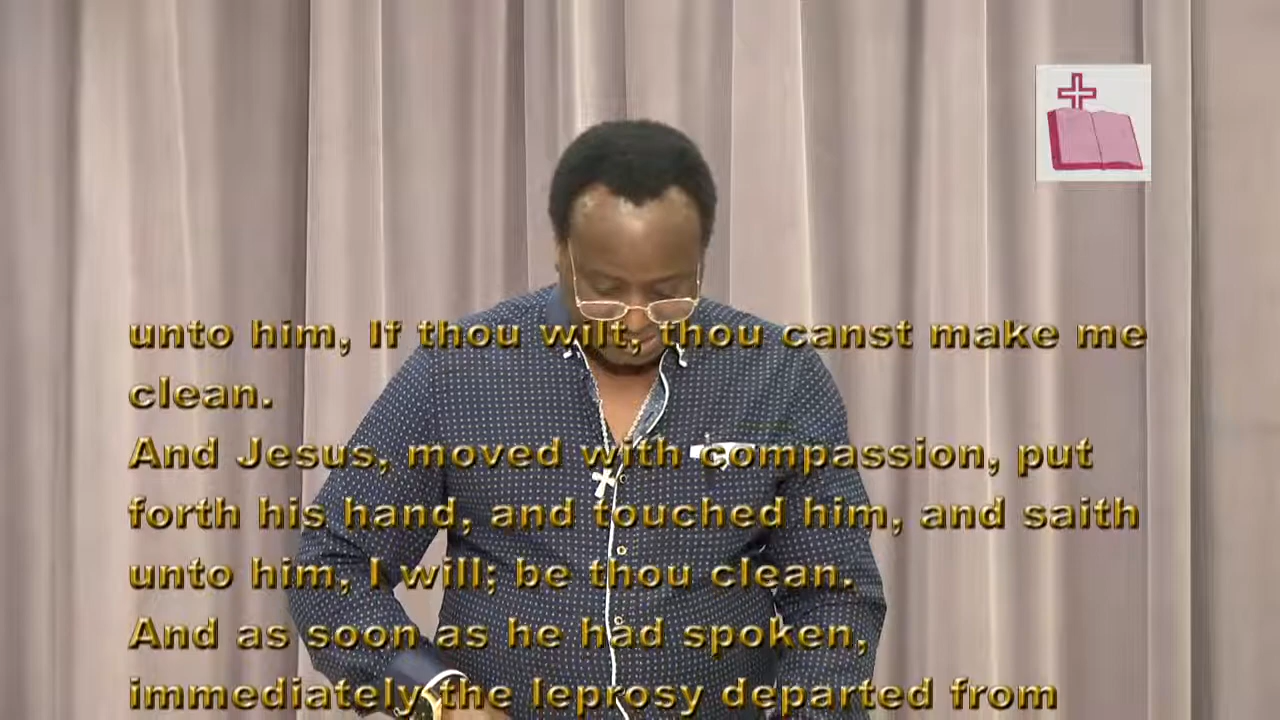 unto him, If thou wilt, thou canst make me
clean.
And Jesus, moved with compassion, put
forth his hand, and touched him, and saith
unto him, I will; be thou clean.
And as soon as he had spoken,
immediately the leprosy departed from